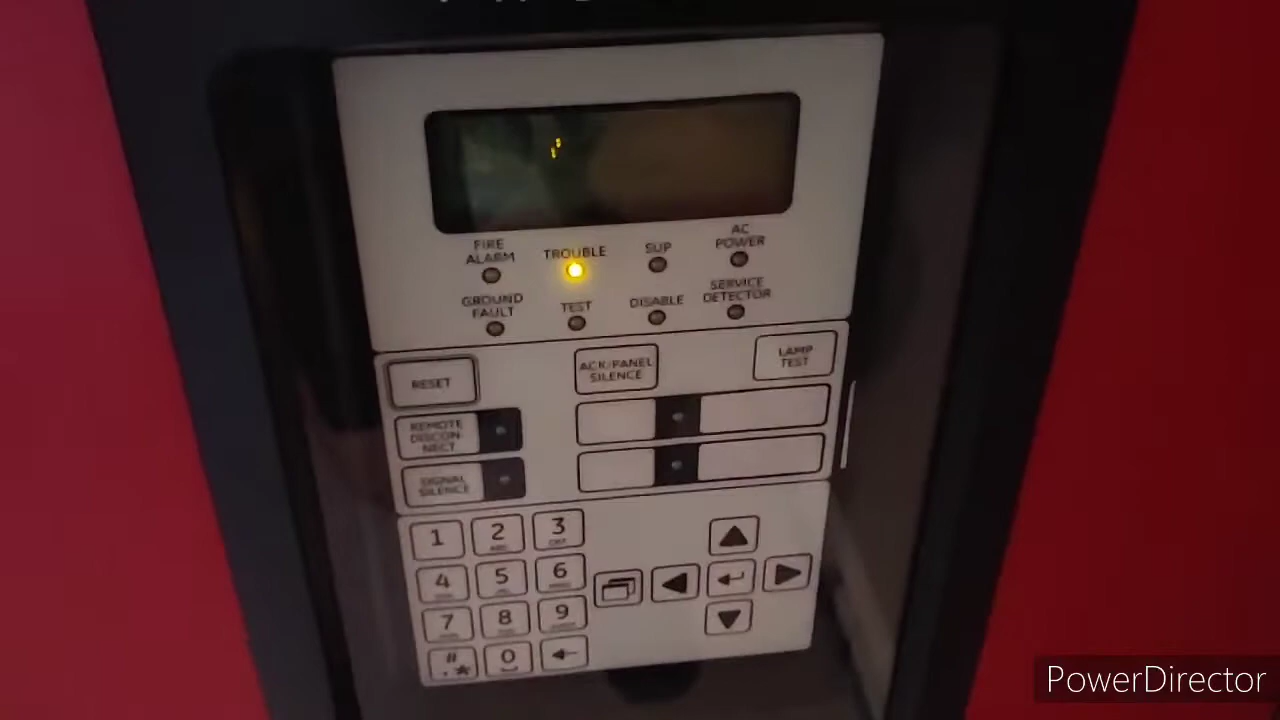 FIRE
ALARM
TROUBLE
SUP
AC
POWER
GROUND
FAULT
TEST
DISABLE
SERVICE
DETECTOR
RESET
ACK/PANEL
SILENCE
LAMP
TEST
REMOTE
DISCON-
NECT
SIGNAL
SILENCE
1
2
3
4
5
6
7
8
9
#
.*
0
PowerDirector